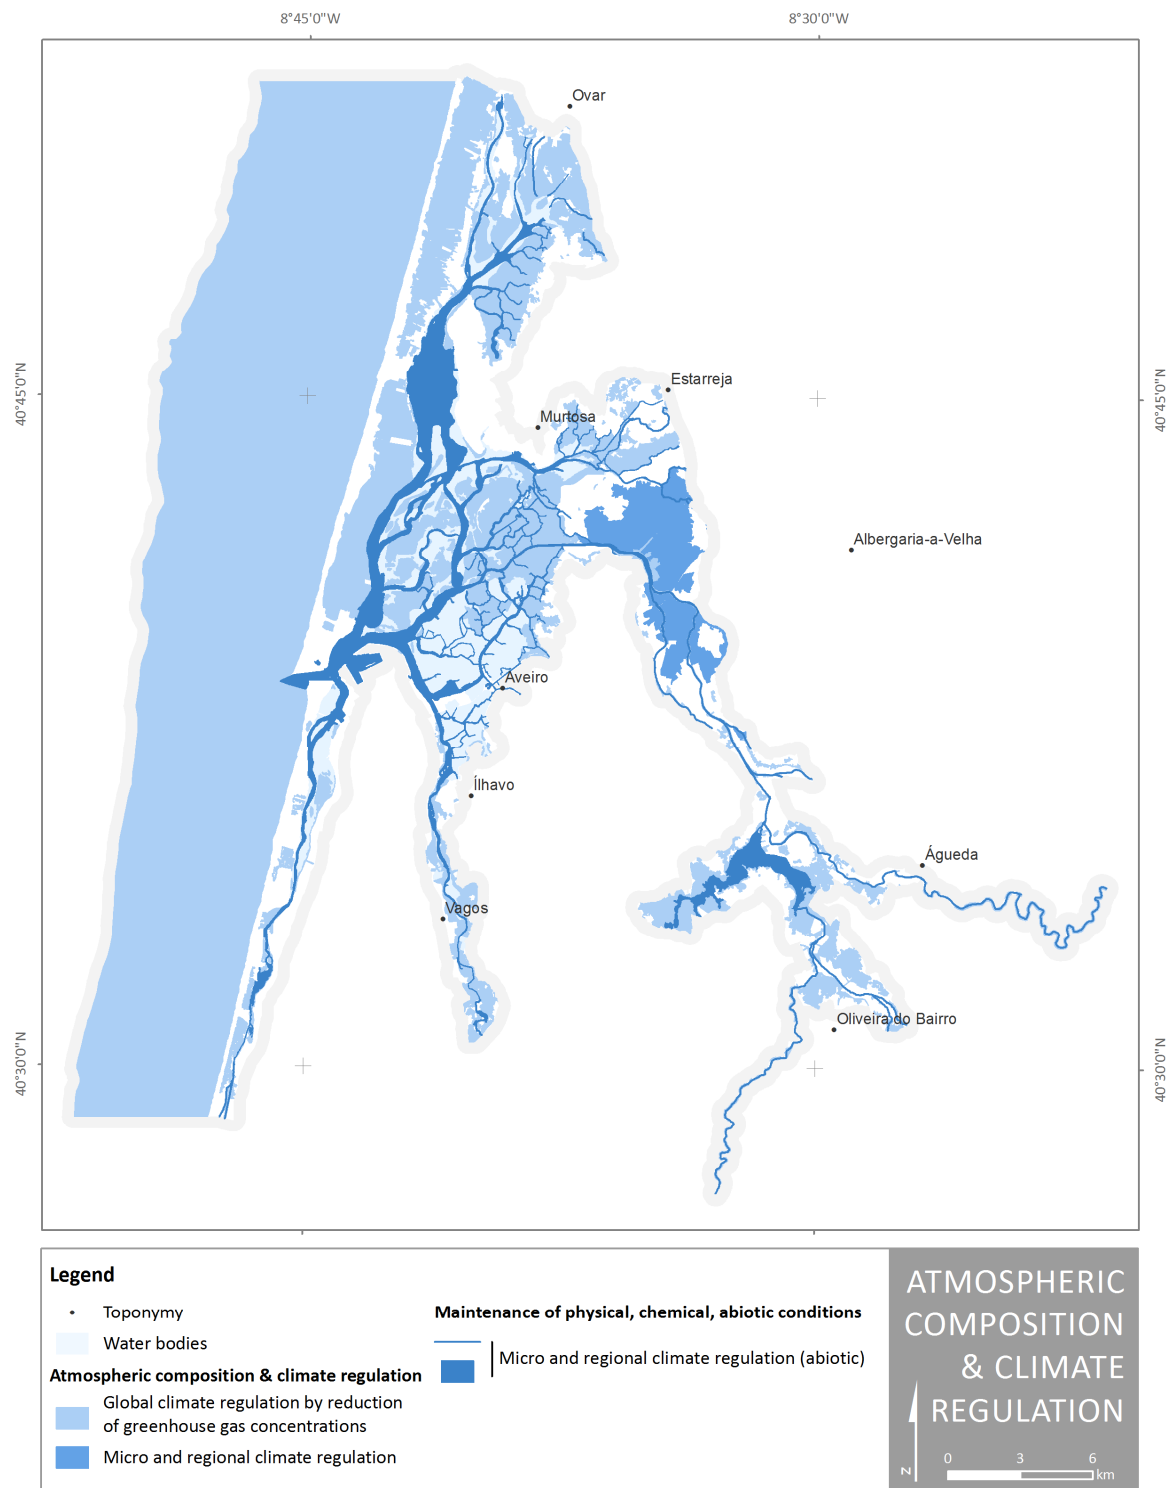 8°45'0"W
8°30'0"W
Ovar
40°45'0"N
40°45'0"N
Estarreja
Murtosa
Albergaria-a-Velha
Aveiro
Ílhavo
Águeda
Vagos
Oliveira do Bairro
40°30'0"N
40°30'0"N
Legend
Toponymy
Water bodies
Atmospheric composition & climate regulation
Global climate regulation by reduction
of greenhouse gas concentrations
Micro and regional climate regulation
Maintenance of physical, chemical, abiotic conditions
Micro and regional climate regulation (abiotic)
ATMOSPHERIC
COMPOSITION
& CLIMATE
REGULATION
N
0 3 6
km